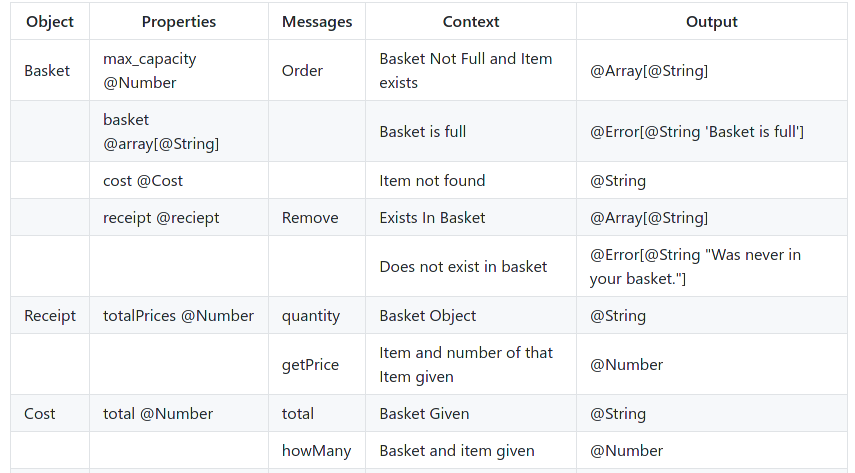 Object Properties Messages Context Output
Basket max_capacity @Number Order Basket Not Full and Item exists @Array[@String]
basket @array[@String] Basket is full @Error[@String 'Basket is full']
cost @Cost Item not found @String
receipt @reciept Remove Exists In Basket @Array[@String]
Does not exist in basket @Error[@String "Was never in your basket."]
Receipt totalPrices @Number quantity Basket Object @String
getPrice Item and number of that Item given @Number
Cost total @Number total Basket Given @String
howMany Basket and item given @Number